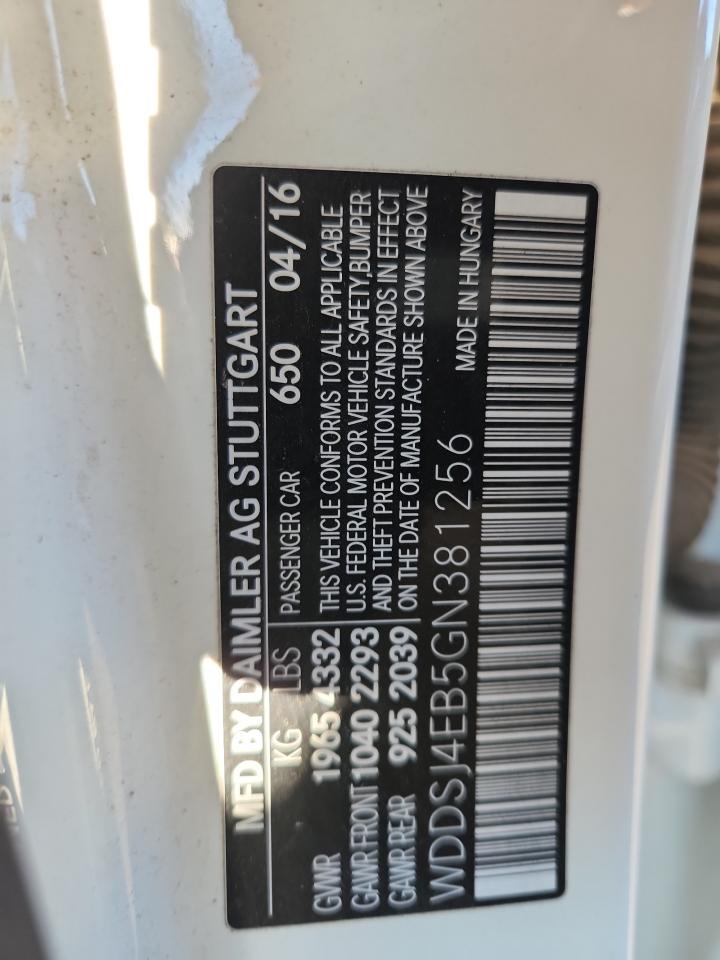 MFD BY DAIMLER AG STUTTGART
KG LBS PASSENGER CAR 650 04/16
GVWR 1965 4332 THIS VEHICLE CONFORMS TO ALL APPLICABLE
GAWR FRONT 1040 2293 U.S. FEDERAL MOTOR VEHICLE SAFETY,BUMPER
GAWR REAR 925 2039 AND THEFT PREVENTION STANDARDS IN EFFECT
ON THE DATE OF MANUFACTURE SHOWN ABOVE
WDDSJ4EB5GN381256 MADE IN HUNGARY